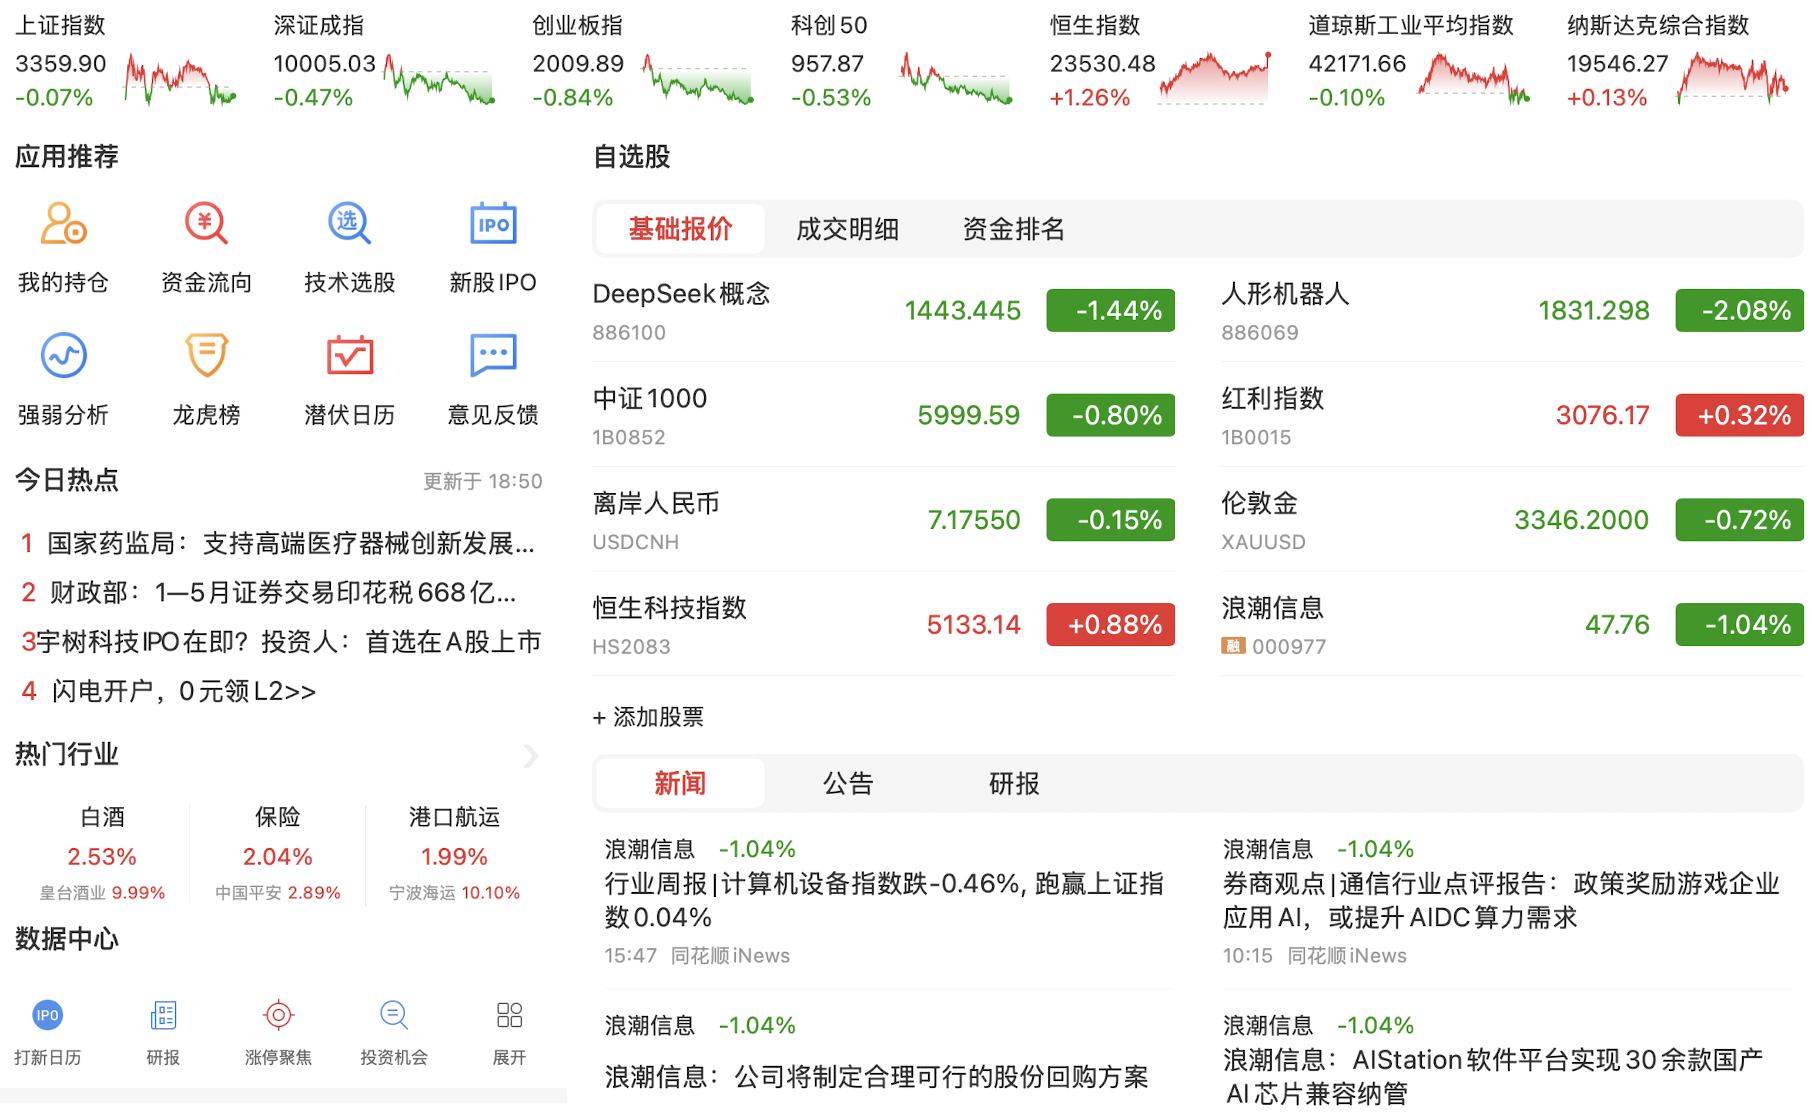 上证指数
3359.90
-0.07%
深证成指
10005.03
-0.47%
创业板指
2009.89
-0.84%
科创50
957.87
-0.53%
恒生指数
23530.48
+1.26%
道琼斯工业平均指数
42171.66
-0.10%
纳斯达克综合指数
19546.27
+0.13%
应用推荐
我的持仓
资金流向
选
技术选股
IPO
新股IPO
强弱分析
龙虎榜
潜伏日历
意见反馈
今日热点
更新于 18:50
1 国家药监局：支持高端医疗器械创新发展...
2 财政部：1—5月证券交易印花税668亿...
3宇树科技IPO在即？投资人：首选在A股上市
4 闪电开户，0元领L2>>
热门行业
白酒
2.53%
皇台酒业 9.99%
保险
2.04%
中国平安 2.89%
港口航运
1.99%
宁波海运 10.10%
数据中心
IPO
打新日历
研报
涨停聚焦
投资机会
展开
自选股
基础报价 成交明细 资金排名
DeepSeek概念
886100
1443.445
-1.44%
人形机器人
886069
1831.298
-2.08%
中证1000
1B0852
5999.59
-0.80%
红利指数
1B0015
3076.17
+0.32%
离岸人民币
USDCNH
7.17550
-0.15%
伦敦金
XAUUSD
3346.2000
-0.72%
恒生科技指数
HS2083
5133.14
+0.88%
浪潮信息
融 000977
47.76
-1.04%
+ 添加股票
新闻 公告 研报
浪潮信息 -1.04%
行业周报|计算机设备指数跌-0.46%, 跑赢上证指
数0.04%
15:47 同花顺iNews
浪潮信息 -1.04%
券商观点|通信行业点评报告：政策奖励游戏企业
应用AI，或提升AIDC算力需求
10:15 同花顺iNews
浪潮信息 -1.04%
浪潮信息：公司将制定合理可行的股份回购方案
浪潮信息 -1.04%
浪潮信息：AIStation软件平台实现30余款国产
AI芯片兼容纳管